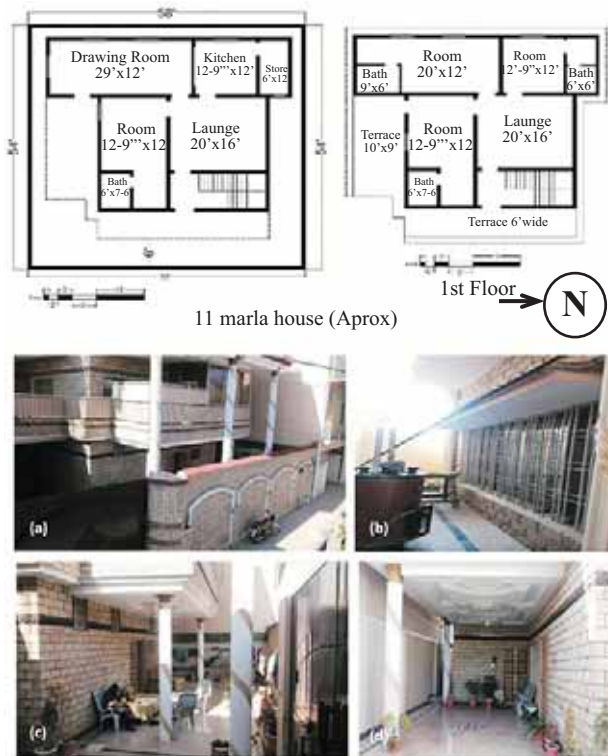 58'
54'
54'
Drawing Room
29'x12'
Kitchen
12-9"'x12'
Store
6'x12
Room
12-9"'x12
Launge
20'x16'
Bath
6'x7-6'
Room
20'x12'
Room
12'-9"x12'
Bath
9'x6'
Bath
6'x6'
Terrace
10'x9'
Room
12-9"'x12
Launge
20'x16'
Bath
6'x7-6'
Terrace 6'wide
1st Floor
N
11 marla house (Aprox)
(a)
(b)
(c)
(d)